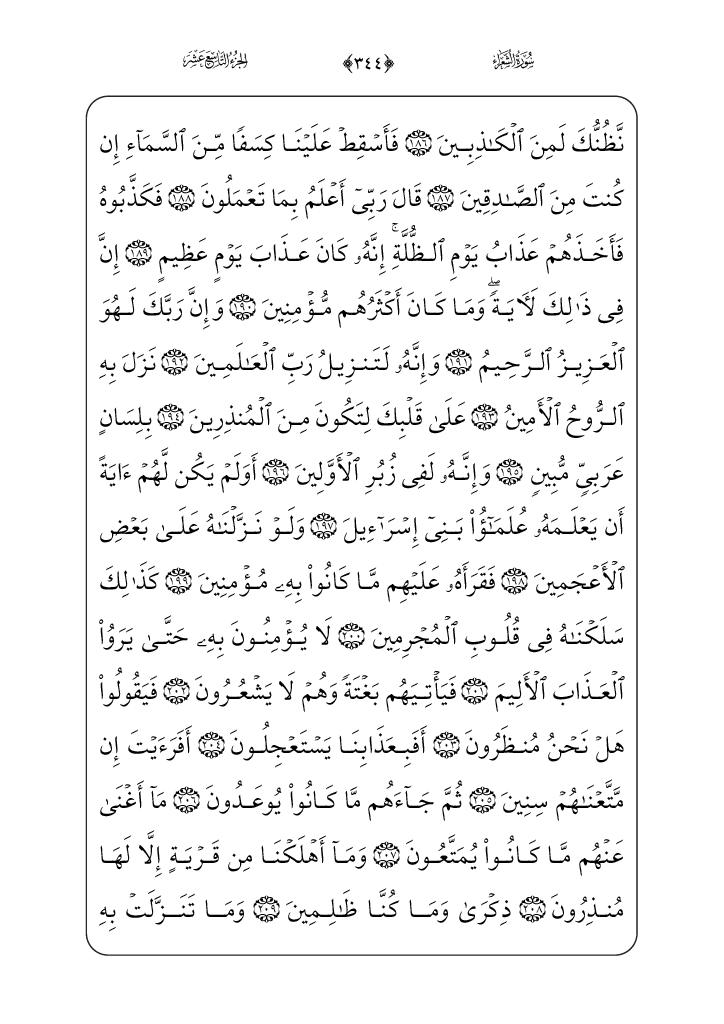 سُورَةُ الشُّعَرَاءِ ﴿٣٤٤﴾ الجُزْءُ التَّاسِعَ عَشَرَ
نَّظُنُّكَ لَمِنَ ٱلْكَـٰذِبِينَ ١٨٦ فَأَسْقِطْ عَلَيْنَا كِسَفًا مِّنَ ٱلسَّمَآءِ إِن
كُنتَ مِنَ ٱلصَّـٰدِقِينَ ١٨٧ قَالَ رَبِّىٓ أَعْلَمُ بِمَا تَعْمَلُونَ ١٨٨ فَكَذَّبُوهُ
فَأَخَذَهُمْ عَذَابُ يَوْمِ ٱلظُّلَّةِ ۚ إِنَّهُۥ كَانَ عَذَابَ يَوْمٍ عَظِيمٍ ١٨٩ إِنَّ
فِى ذَٰلِكَ لَـَٔايَةً ۖ وَمَا كَانَ أَكْثَرُهُم مُّؤْمِنِينَ ١٩٠ وَإِنَّ رَبَّكَ لَهُوَ
ٱلْعَزِيزُ ٱلرَّحِيمُ ١٩١ وَإِنَّهُۥ لَتَنزِيلُ رَبِّ ٱلْعَـٰلَمِينَ ١٩٢ نَزَلَ بِهِ
ٱلرُّوحُ ٱلْأَمِينُ ١٩٣ عَلَىٰ قَلْبِكَ لِتَكُونَ مِنَ ٱلْمُنذِرِينَ ١٩٤ بِلِسَانٍ
عَرَبِىٍّ مُّبِينٍ ١٩٥ وَإِنَّهُۥ لَفِى زُبُرِ ٱلْأَوَّلِينَ ١٩٦ أَوَلَمْ يَكُن لَّهُمْ ءَايَةً
أَن يَعْلَمَهُۥ عُلَمَـٰٓؤُا۟ بَنِىٓ إِسْرَٰٓءِيلَ ١٩٧ وَلَوْ نَزَّلْنَـٰهُ عَلَىٰ بَعْضِ
ٱلْأَعْجَمِينَ ١٩٨ فَقَرَأَهُۥ عَلَيْهِم مَّا كَانُوا۟ بِهِۦ مُؤْمِنِينَ ١٩٩ كَذَٰلِكَ
سَلَكْنَـٰهُ فِى قُلُوبِ ٱلْمُجْرِمِينَ ٢٠٠ لَا يُؤْمِنُونَ بِهِۦ حَتَّىٰ يَرَوُا۟
ٱلْعَذَابَ ٱلْأَلِيمَ ٢٠١ فَيَأْتِيَهُم بَغْتَةً وَهُمْ لَا يَشْعُرُونَ ٢٠٢ فَيَقُولُوا۟
هَلْ نَحْنُ مُنظَرُونَ ٢٠٣ أَفَبِعَذَابِنَا يَسْتَعْجِلُونَ ٢٠٤ أَفَرَءَيْتَ إِن
مَّتَّعْنَـٰهُمْ سِنِينَ ٢٠٥ ثُمَّ جَآءَهُم مَّا كَانُوا۟ يُوعَدُونَ ٢٠٦ مَآ أَغْنَىٰ
عَنْهُم مَّا كَانُوا۟ يُمَتَّعُونَ ٢٠٧ وَمَآ أَهْلَكْنَا مِن قَرْيَةٍ إِلَّا لَهَا
مُنذِرُونَ ٢٠٨ ذِكْرَىٰ وَمَا كُنَّا ظَـٰلِمِينَ ٢٠٩ وَمَا تَنَزَّلَتْ بِهِ